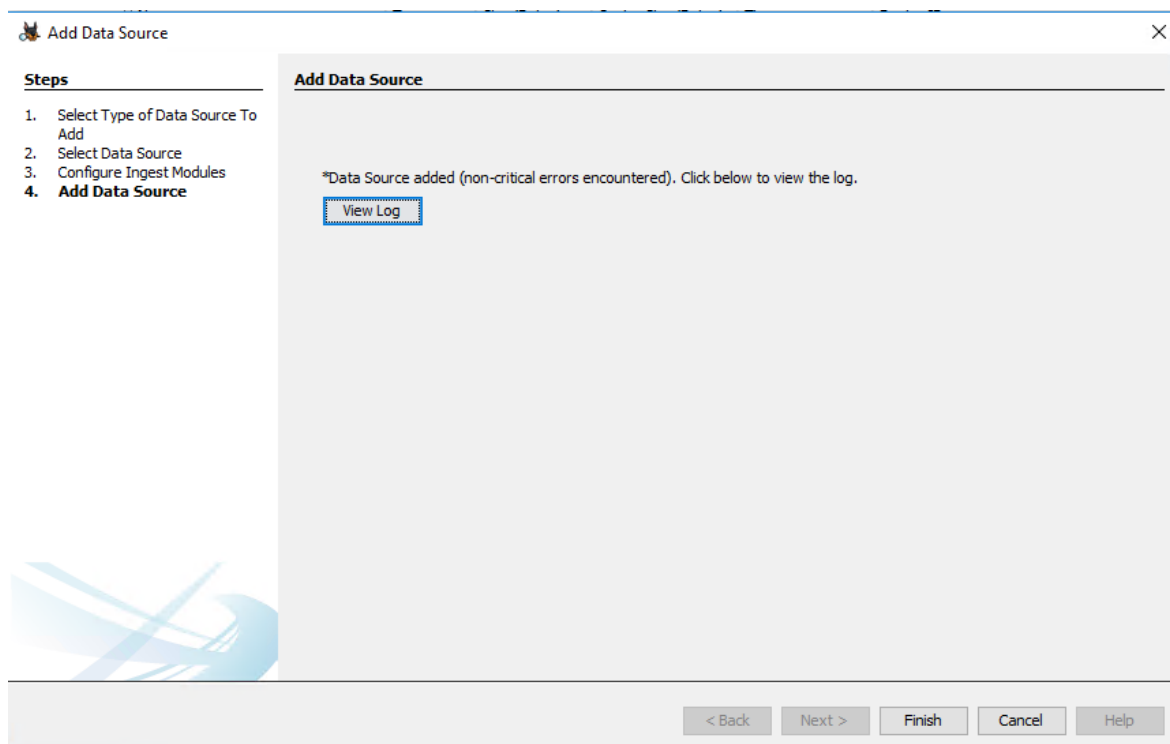 Add Data Source
Steps
1. Select Type of Data Source To
Add
2. Select Data Source
3. Configure Ingest Modules
4. Add Data Source
Add Data Source
*Data Source added (non-critical errors encountered). Click below to view the log.
View Log
< Back Next > Finish Cancel Help